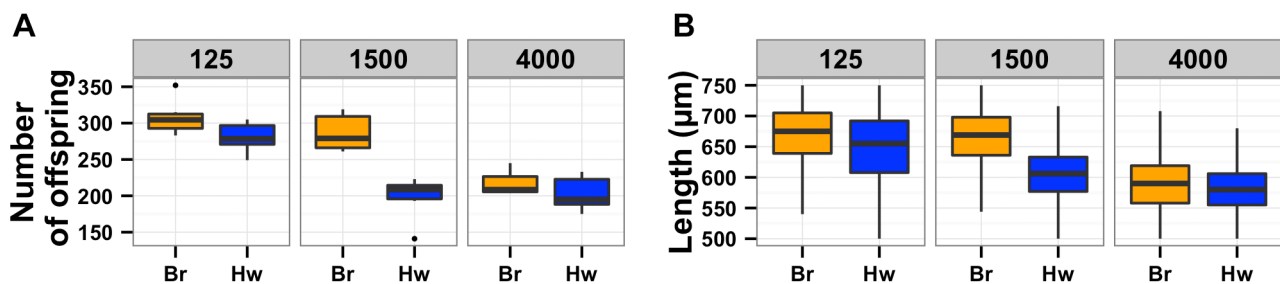 A
Number
of offspring
125
1500
4000
350
300
250
200
150
Br
Hw
Br
Hw
Br
Hw
B
Length (µm)
125
1500
4000
750
700
650
600
550
500
Br
Hw
Br
Hw
Br
Hw